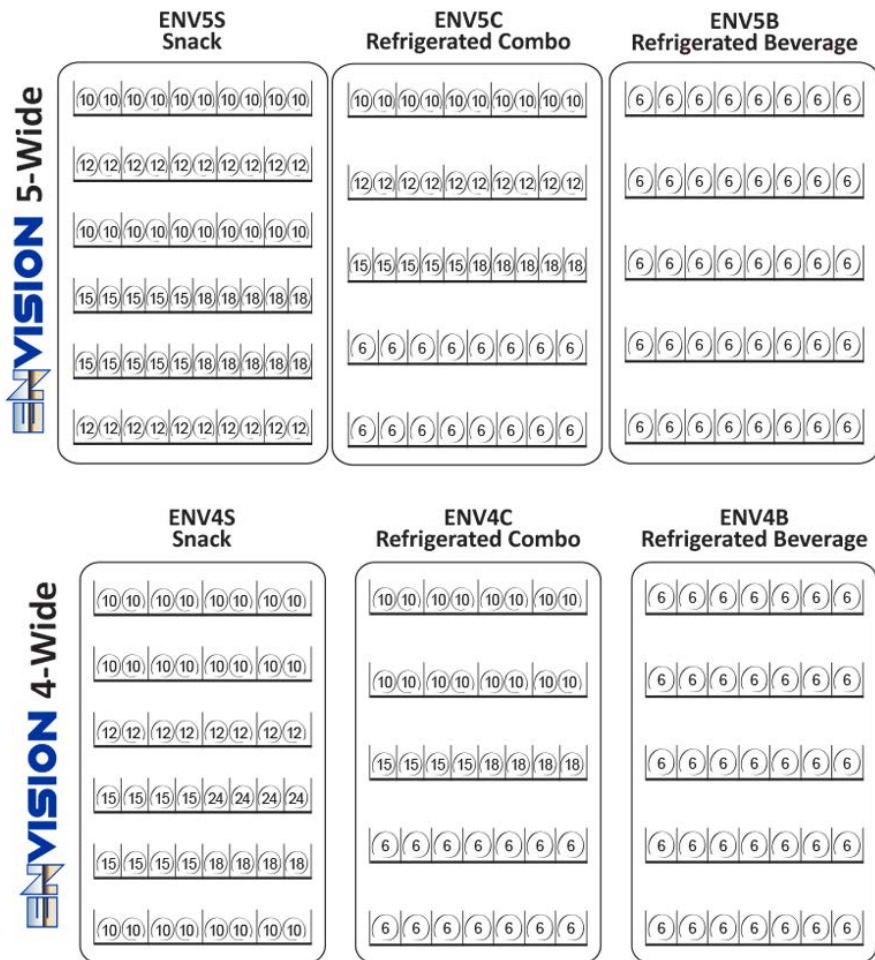 ENV5S
Snack
ENV5C
Refrigerated Combo
ENV5B
Refrigerated Beverage
ENVISION 5-Wide
10 10 10 10 10 10 10 10 10 10
12 12 12 12 12 12 12 12 12 12
10 10 10 10 10 10 10 10 10 10
15 15 15 15 15 18 18 18 18 18
15 15 15 15 15 18 18 18 18 18
12 12 12 12 12 12 12 12 12 12
10 10 10 10 10 10 10 10 10 10
12 12 12 12 12 12 12 12 12 12
15 15 15 15 15 18 18 18 18 18
6 6 6 6 6 6 6 6
6 6 6 6 6 6 6 6
6 6 6 6 6 6 6 6
6 6 6 6 6 6 6 6
6 6 6 6 6 6 6 6
6 6 6 6 6 6 6 6
6 6 6 6 6 6 6 6
ENV4S
Snack
ENV4C
Refrigerated Combo
ENV4B
Refrigerated Beverage
ENVISION 4-Wide
10 10 10 10 10 10 10 10
10 10 10 10 10 10 10 10
12 12 12 12 12 12 12 12
15 15 15 15 24 24 24 24
15 15 15 15 18 18 18 18
10 10 10 10 10 10 10 10
10 10 10 10 10 10 10 10
10 10 10 10 10 10 10 10
15 15 15 15 18 18 18 18
6 6 6 6 6 6 6
6 6 6 6 6 6 6
6 6 6 6 6 6 6
6 6 6 6 6 6 6
6 6 6 6 6 6 6
6 6 6 6 6 6 6
6 6 6 6 6 6 6